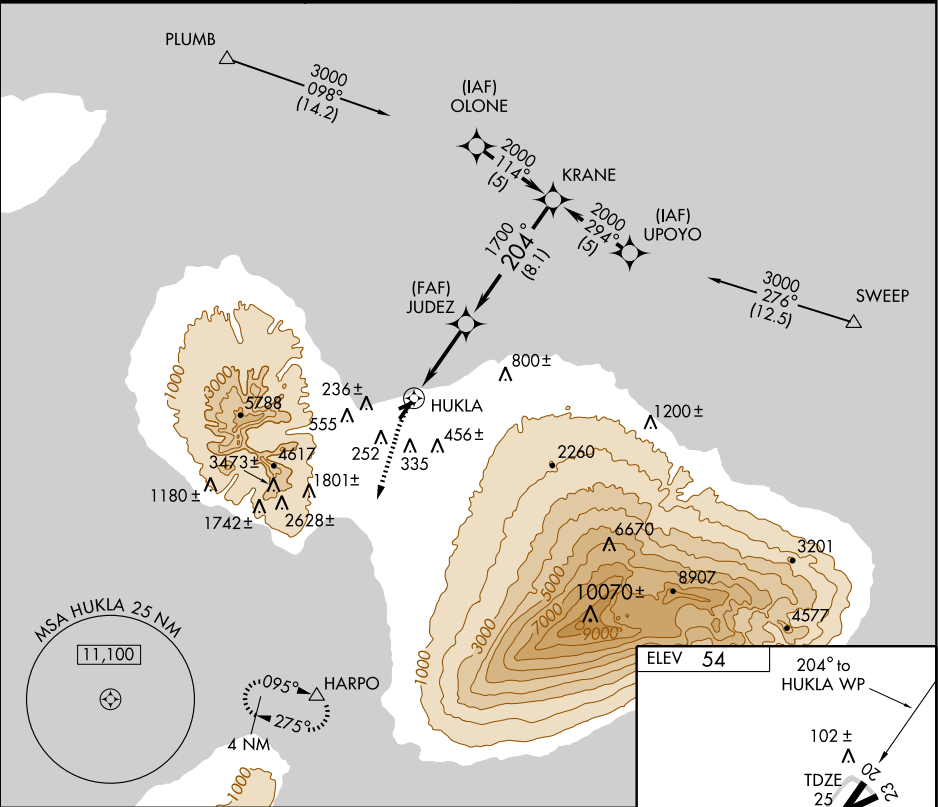 PLUMB
3000
098°
(14.2)
(IAF)
OLONE
2000
114°
(5)
KRANE
2000
294°
(5)
(IAF)
UPOYO
1700
204°
(8.1)
(FAF)
JUDEZ
3000
276°
(12.5)
SWEEP
1000
3000
5788
236±
555
HUKLA
800±
1200±
252
335
456±
3473±
4617
1180±
1801±
1742±
2628±
2260
6670
5000
3201
8907
10070±
7000
9000
4577
3000
1000
MSA HUKLA 25 NM
11,100
095°
HARPO
275°
4 NM
1000
ELEV 54
204° to
HUKLA WP
102 ±
TDZE
25
20
23